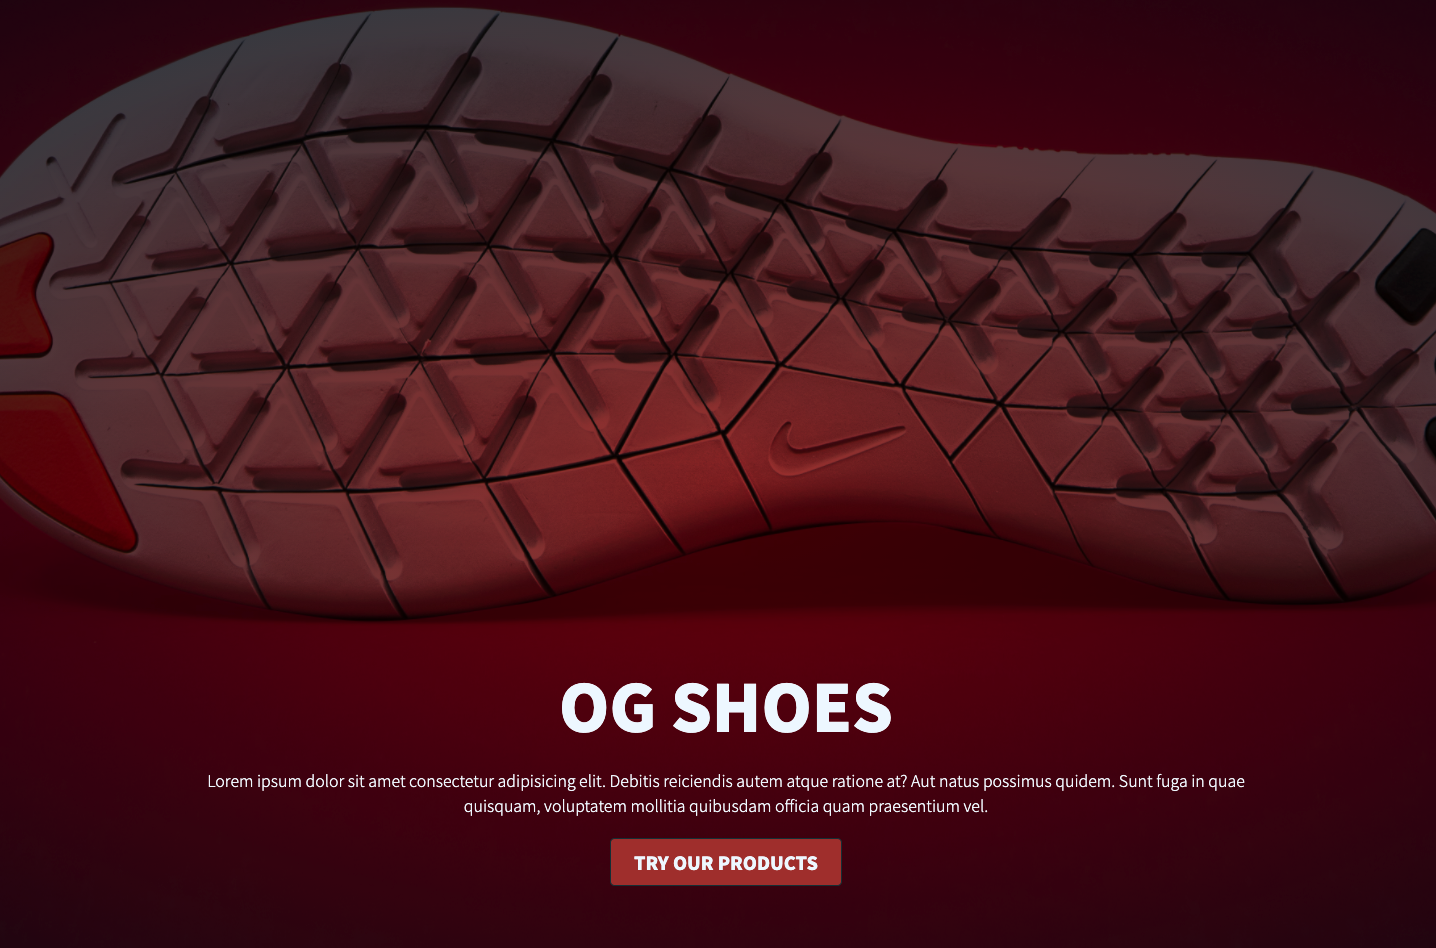 OG SHOES
Lorem ipsum dolor sit amet consectetur adipisicing elit. Debitis reiciendis autem atque ratione at? Aut natus possimus quidem. Sunt fuga in quae
quisquam, voluptatem mollitia quibusdam officia quam praesentium vel.
TRY OUR PRODUCTS